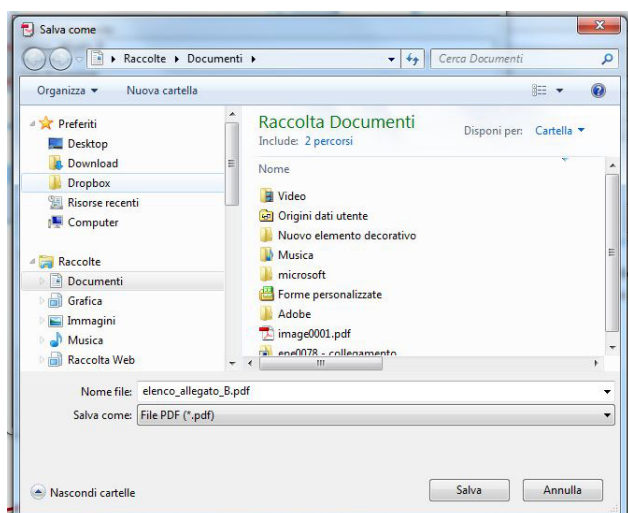 Salva come
Raccolte Documenti
Cerca Documenti
Organizza
Nuova cartella
Preferiti
Desktop
Download
Dropbox
Risorse recenti
Computer
Raccolte
Documenti
Grafica
Immagini
Musica
Raccolta Web
Raccolta Documenti
Include: 2 percorsi
Disponi per: Cartella
Nome
Video
Origini dati utente
Nuovo elemento decorativo
Musica
microsoft
Forme personalizzate
Adobe
image0001.pdf
ene0078 - collegamento
Nome file: elenco_allegato_B.pdf
Salva come: File PDF (*.pdf)
Nascondi cartelle
Salva
Annulla